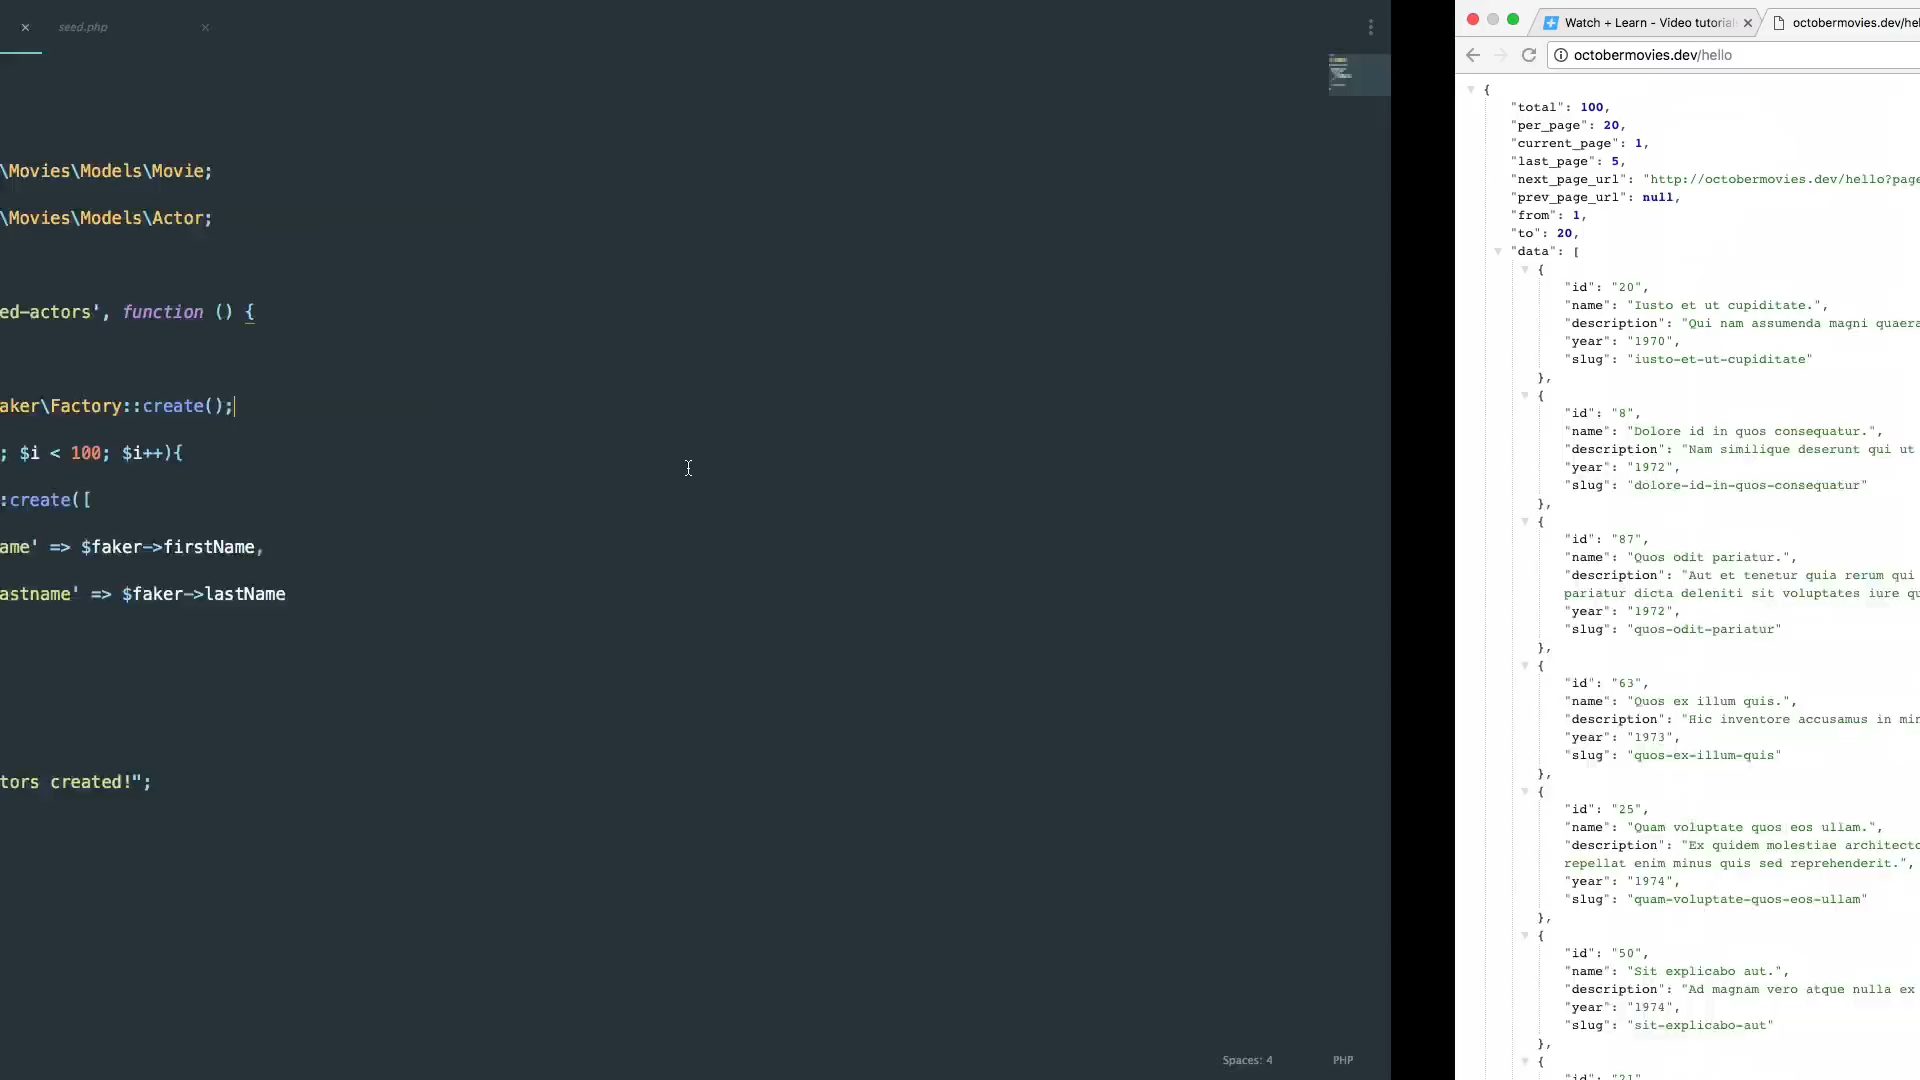 seed.php
\Movies\Models\Movie;
\Movies\Models\Actor;
ed-actors', function () {
aker\Factory::create();
; $i < 100; $i++){
:create([
ame' => $faker->firstName,
astname' => $faker->lastName
tors created!";
Spaces: 4
PHP
Watch + Learn - Video tutorial
octobermovies.dev/hel
octobermovies.dev/hello
{
"total": 100,
"per_page": 20,
"current_page": 1,
"last_page": 5,
"next_page_url": "http://octobermovies.dev/hello?page
"prev_page_url": null,
"from": 1,
"to": 20,
"data": [
{
"id": "20",
"name": "Iusto et ut cupiditate.",
"description": "Qui nam assumenda magni quaera
"year": "1970",
"slug": "iusto-et-ut-cupiditate"
},
{
"id": "8",
"name": "Dolore id in quos consequatur.",
"description": "Nam similique deserunt qui ut
"year": "1972",
"slug": "dolore-id-in-quos-consequatur"
},
{
"id": "87",
"name": "Quos odit pariatur.",
"description": "Aut et tenetur quia rerum qui
pariatur dicta deleniti sit voluptates iure qu
"year": "1972",
"slug": "quos-odit-pariatur"
},
{
"id": "63",
"name": "Quos ex illum quis.",
"description": "Hic inventore accusamus in min
"year": "1973",
"slug": "quos-ex-illum-quis"
},
{
"id": "25",
"name": "Quam voluptate quos eos ullam.",
"description": "Ex quidem molestiae architecto
repellat enim minus quis sed reprehenderit.",
"year": "1974",
"slug": "quam-voluptate-quos-eos-ullam"
},
{
"id": "50",
"name": "Sit explicabo aut.",
"description": "Ad magnam vero atque nulla ex
"year": "1974",
"slug": "sit-explicabo-aut"
},
{
"id": "21"